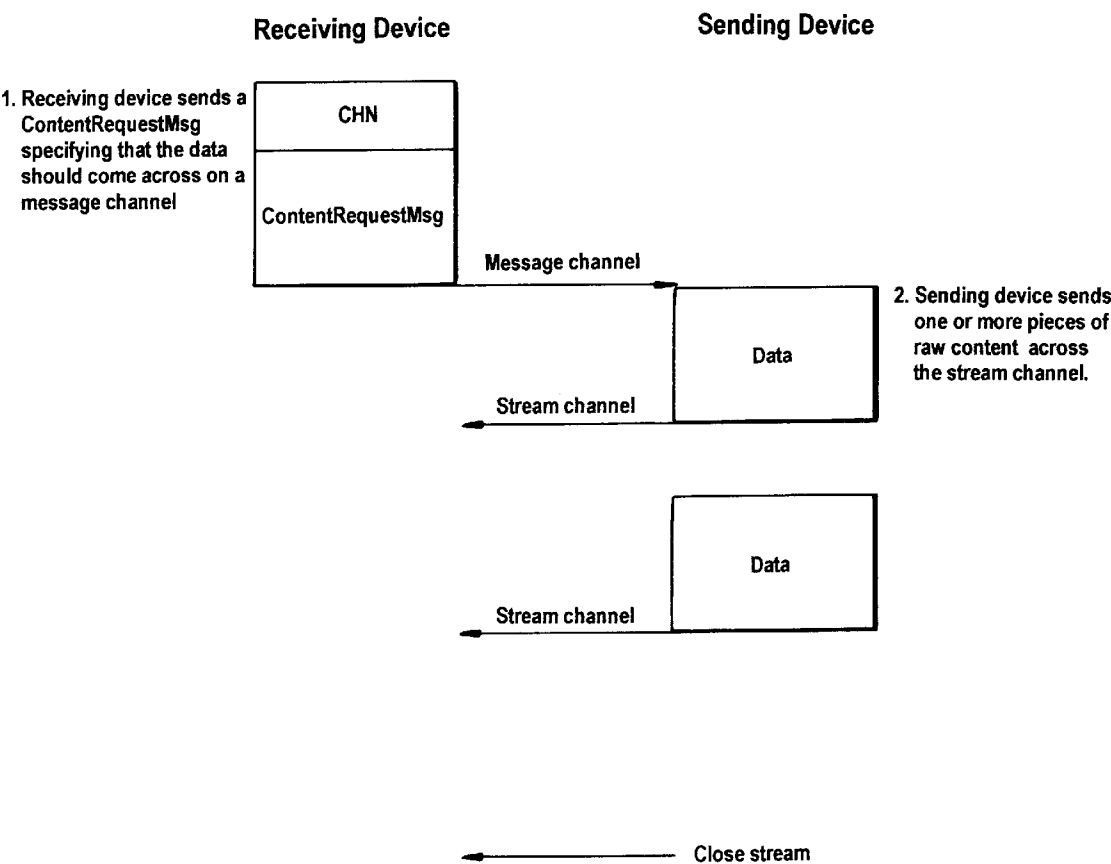 Receiving Device
Sending Device
1. Receiving device sends a
ContentRequestMsg
specifying that the data
should come across on a
message channel
CHN
ContentRequestMsg
Message channel
2. Sending device sends
one or more pieces of
raw content across
the stream channel.
Data
Stream channel
Data
Stream channel
Close stream